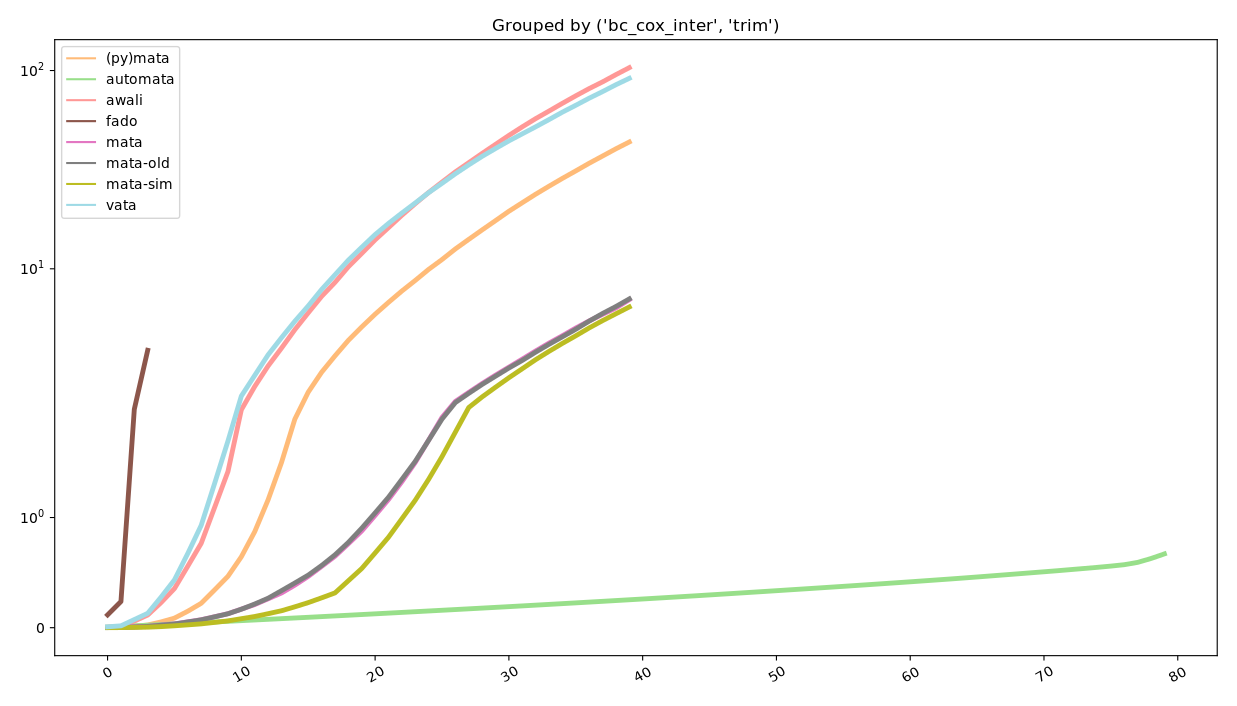 Grouped by ('bc_cox_inter', 'trim')
(py)mata
automata
awali
fado
mata
mata-old
mata-sim
vata
10²
10¹
10⁰
0
0 10 20 30 40 50 60 70 80